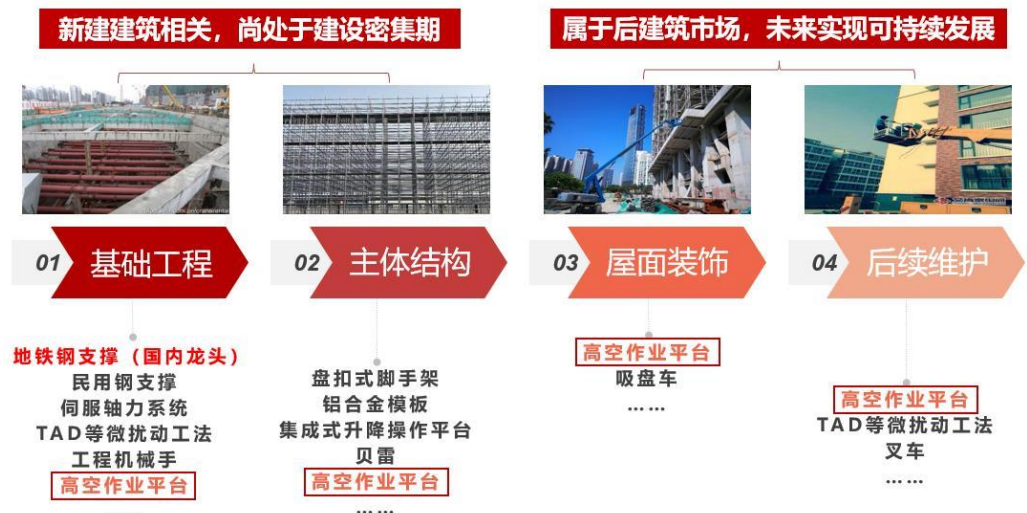 新建建筑相关，尚处于建设密集期
属于后建筑市场，未来实现可持续发展
01 基础工程
02 主体结构
03 屋面装饰
04 后续维护
地铁钢支撑（国内龙头）
民用钢支撑
伺服轴力系统
TAD等微扰动工法
工程机械手
高空作业平台
盘扣式脚手架
铝合金模板
集成式升降操作平台
贝雷
高空作业平台
……
高空作业平台
吸盘车
……
高空作业平台
TAD等微扰动工法
叉车
……